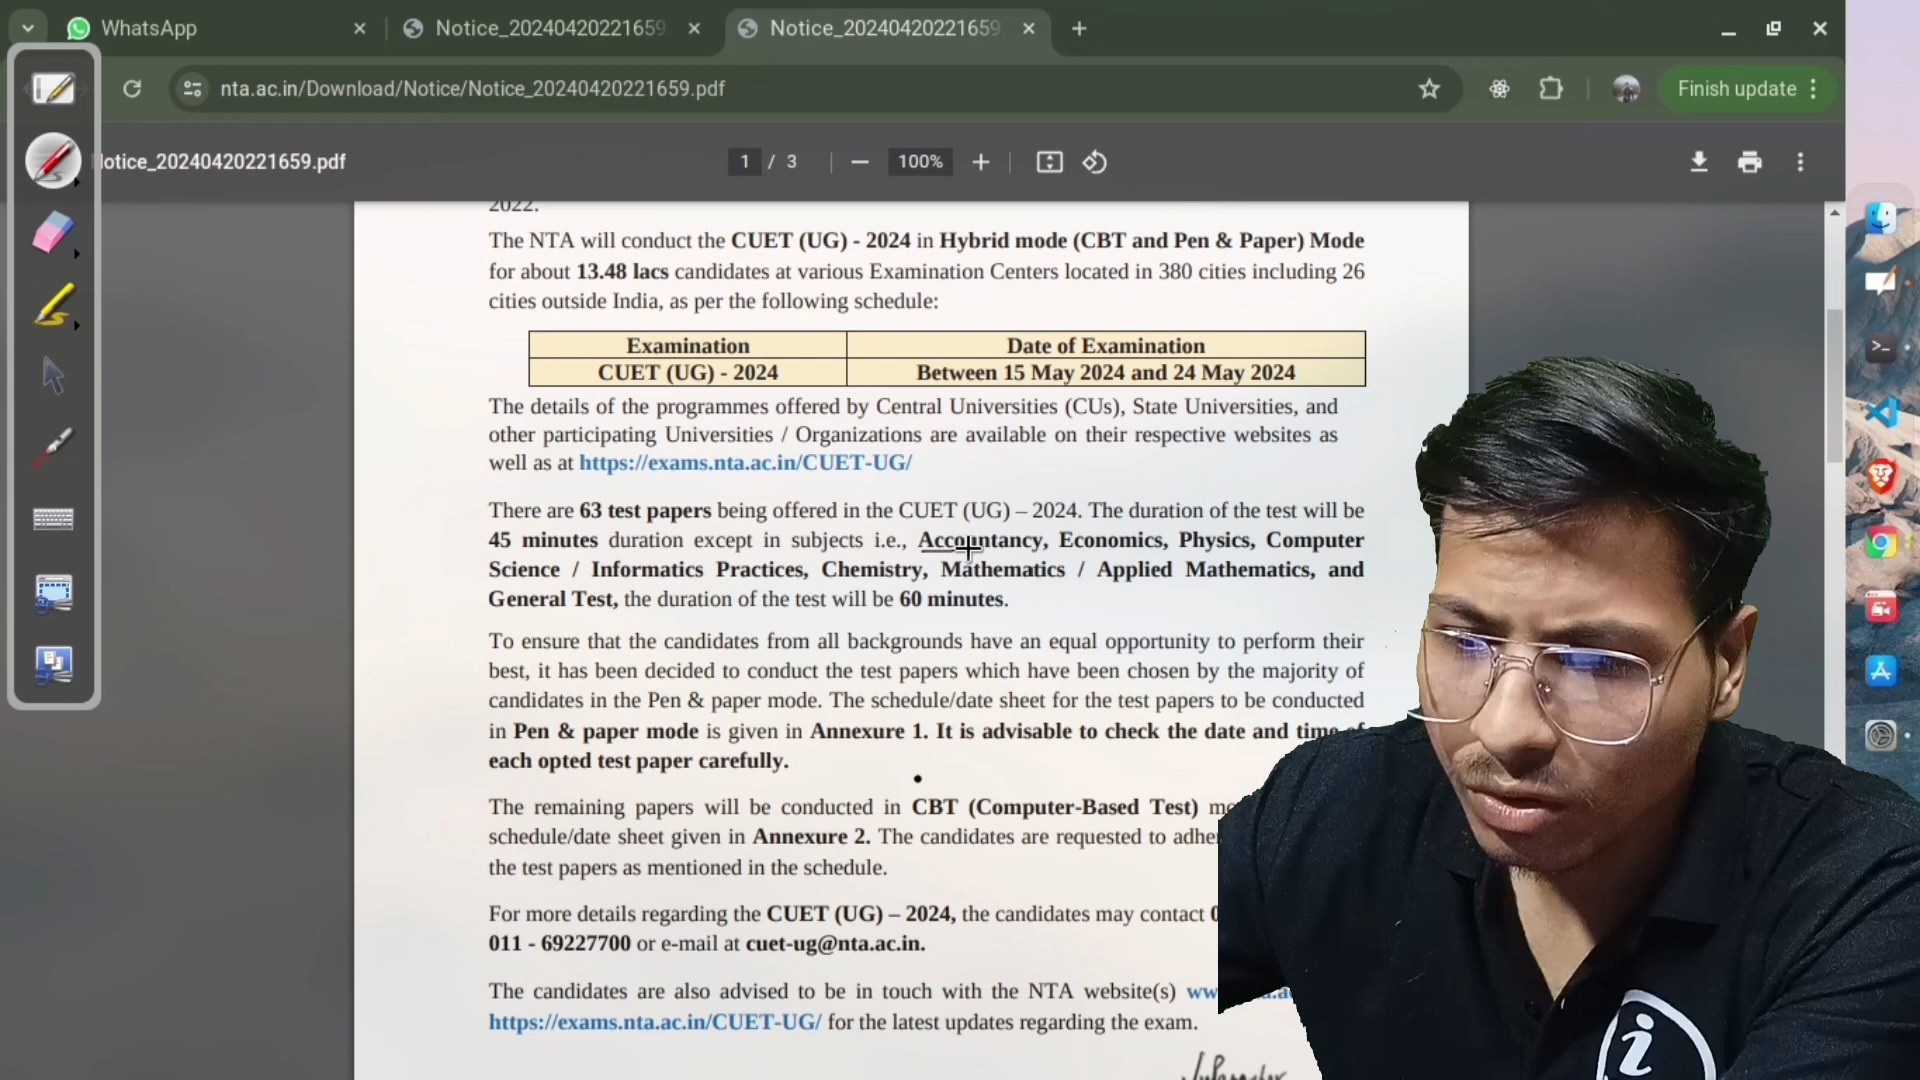 WhatsApp
Notice_20240420221659
Notice_20240420221659
nta.ac.in/Download/Notice/Notice_20240420221659.pdf
Finish update
otice_20240420221659.pdf
1 / 3
100%
2022.
The NTA will conduct the CUET (UG) - 2024 in Hybrid mode (CBT and Pen & Paper) Mode
for about 13.48 lacs candidates at various Examination Centers located in 380 cities including 26
cities outside India, as per the following schedule:
Examination Date of Examination
CUET (UG) - 2024 Between 15 May 2024 and 24 May 2024
The details of the programmes offered by Central Universities (CUs), State Universities, and
other participating Universities / Organizations are available on their respective websites as
well as at https://exams.nta.ac.in/CUET-UG/
There are 63 test papers being offered in the CUET (UG) – 2024. The duration of the test will be
45 minutes duration except in subjects i.e., Accountancy, Economics, Physics, Computer
Science / Informatics Practices, Chemistry, Mathematics / Applied Mathematics, and
General Test, the duration of the test will be 60 minutes.
To ensure that the candidates from all backgrounds have an equal opportunity to perform their
best, it has been decided to conduct the test papers which have been chosen by the majority of
candidates in the Pen & paper mode. The schedule/date sheet for the test papers to be conducted
in Pen & paper mode is given in Annexure 1. It is advisable to check the date and time of
each opted test paper carefully.
The remaining papers will be conducted in CBT (Computer-Based Test)
schedule/date sheet given in Annexure 2. The candidates are requested to
the test papers as mentioned in the schedule.
For more details regarding the CUET (UG) – 2024, the candidates may contact
011 - 69227700 or e-mail at cuet-ug@nta.ac.in.
The candidates are also advised to be in touch with the NTA website(s)
https://exams.nta.ac.in/CUET-UG/ for the latest updates regarding the exam.
i